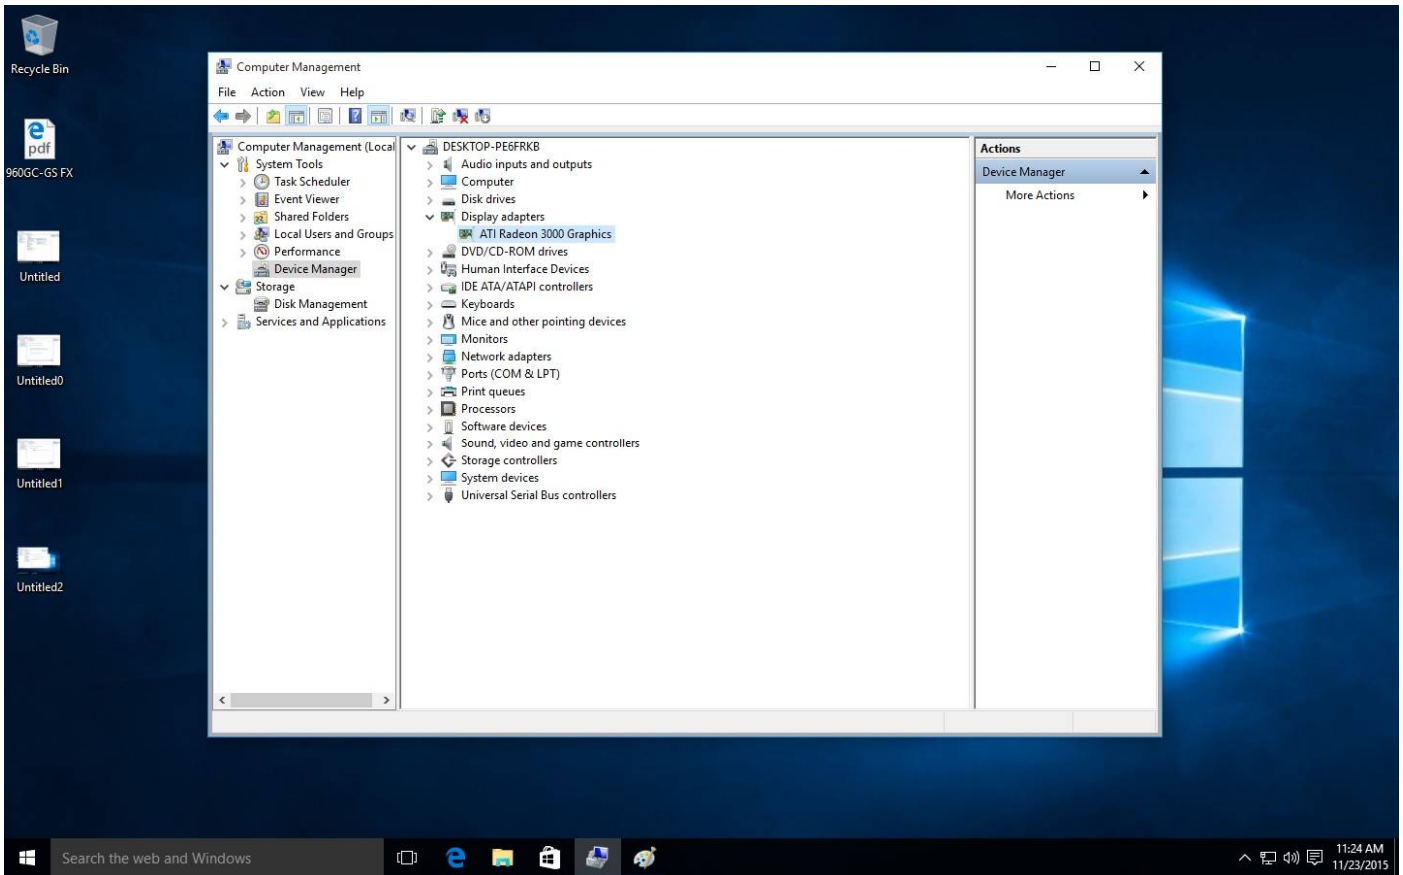 Recycle Bin
pdf
960GC-GS FX
Untitled
Untitled0
Untitled1
Untitled2
Computer Management
File Action View Help
Computer Management (Local
System Tools
Task Scheduler
Event Viewer
Shared Folders
Local Users and Groups
Performance
Device Manager
Storage
Disk Management
Services and Applications
DESKTOP-PE6FRKB
Audio inputs and outputs
Computer
Disk drives
Display adapters
ATI Radeon 3000 Graphics
DVD/CD-ROM drives
Human Interface Devices
IDE ATA/ATAPI controllers
Keyboards
Mice and other pointing devices
Monitors
Network adapters
Ports (COM & LPT)
Print queues
Processors
Software devices
Sound, video and game controllers
Storage controllers
System devices
Universal Serial Bus controllers
Actions
Device Manager
More Actions
Search the web and Windows
11:24 AM
11/23/2015